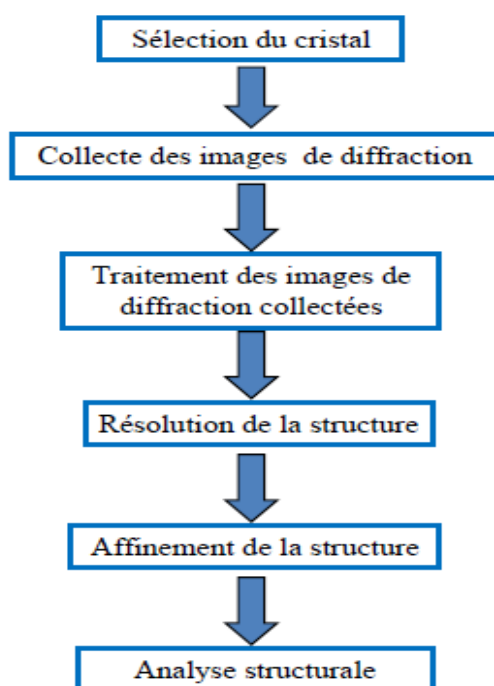 Sélection du cristal
Collecte des images de diffraction
Traitement des images de
diffraction collectées
Résolution de la structure
Affinement de la structure
Analyse structurale